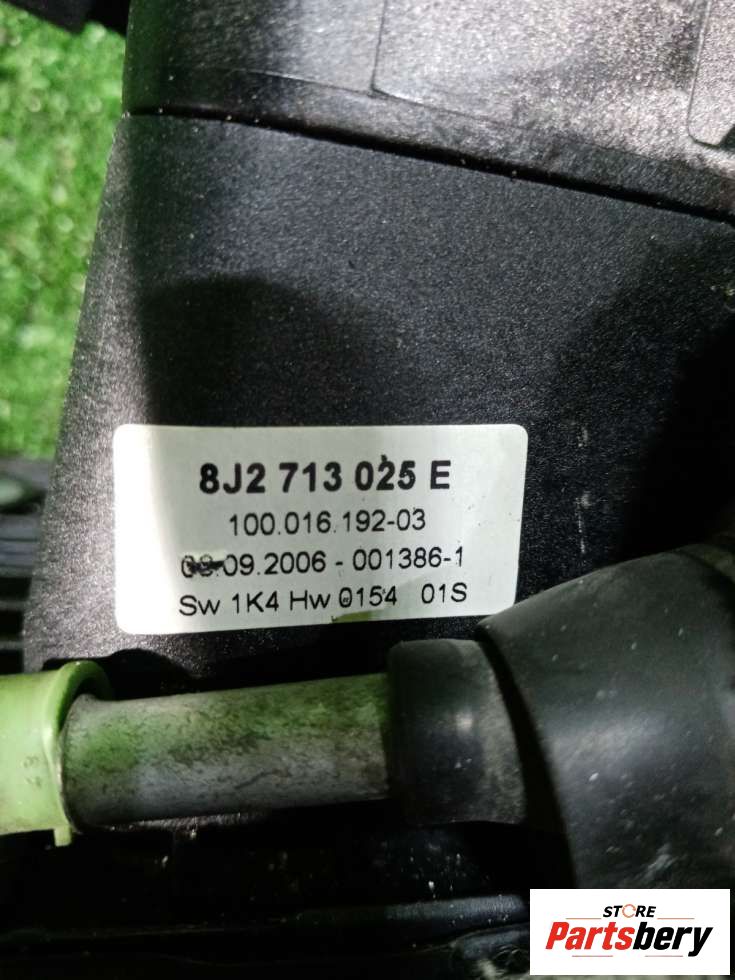 8J2 713 025 E
100.016.192-03
09.2006 - 001386-1
Sw 1K4 Hw 0154 01S
STORE
Partsbery